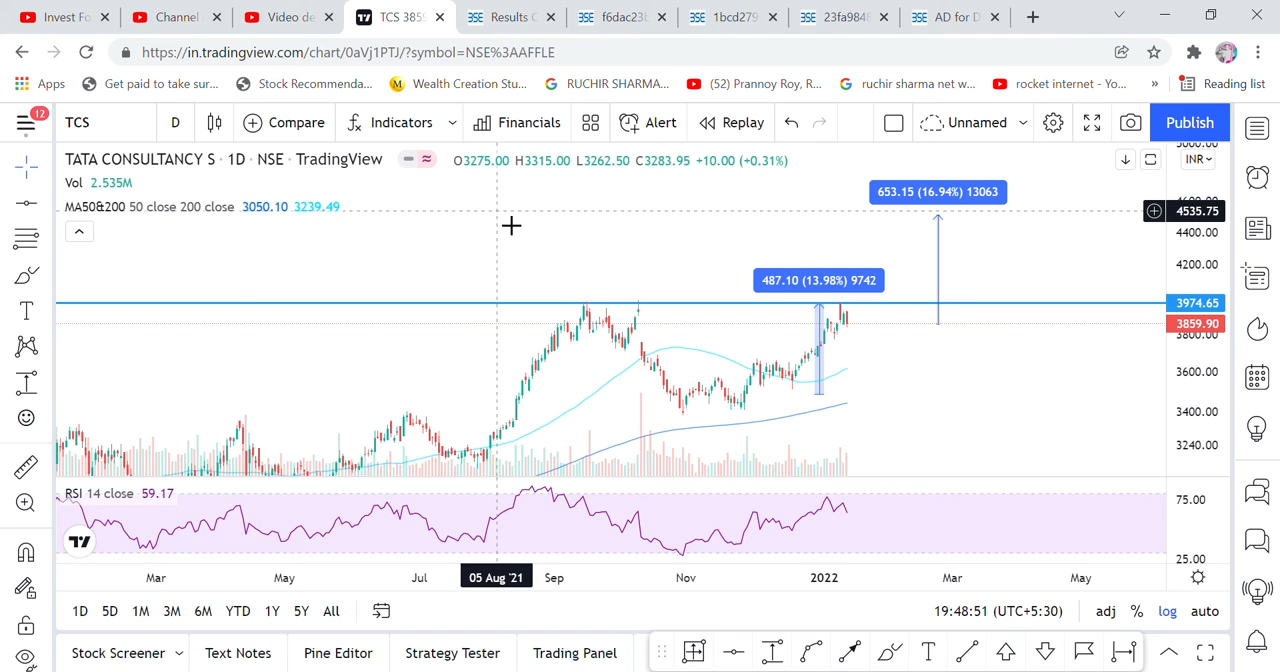 Invest Fo
Channel
Video de
TCS 3859
Results C
f6dac23b
1bcd279
23fa984
AD for D
https://in.tradingview.com/chart/0aVj1PTJ/?symbol=NSE%3AAFFLE
Apps
Get paid to take sur...
Stock Recommenda...
Wealth Creation Stu...
RUCHIR SHARMA...
(52) Prannoy Roy, R...
ruchir sharma net w...
rocket internet - Yo...
»
Reading list
12
TCS
D
Compare
Indicators
Financials
Alert
Replay
Unnamed
Publish
TATA CONSULTANCY S · 1D · NSE · TradingView
O3275.00 H3315.00 L3262.50 C3283.95 +10.00 (+0.31%)
INR
Vol 2.535M
MA50&200 50 close 200 close 3050.10 3239.49
653.15 (16.94%) 13063
4535.75
4400.00
4200.00
487.10 (13.98%) 9742
3974.65
3859.90
3800.00
3600.00
3400.00
3240.00
RSI 14 close 59.17
75.00
25.00
Mar
May
Jul
05 Aug '21
Sep
Nov
2022
Mar
May
1D
5D
1M
3M
6M
YTD
1Y
5Y
All
19:48:51 (UTC+5:30)
adj
%
log
auto
Stock Screener
Text Notes
Pine Editor
Strategy Tester
Trading Panel